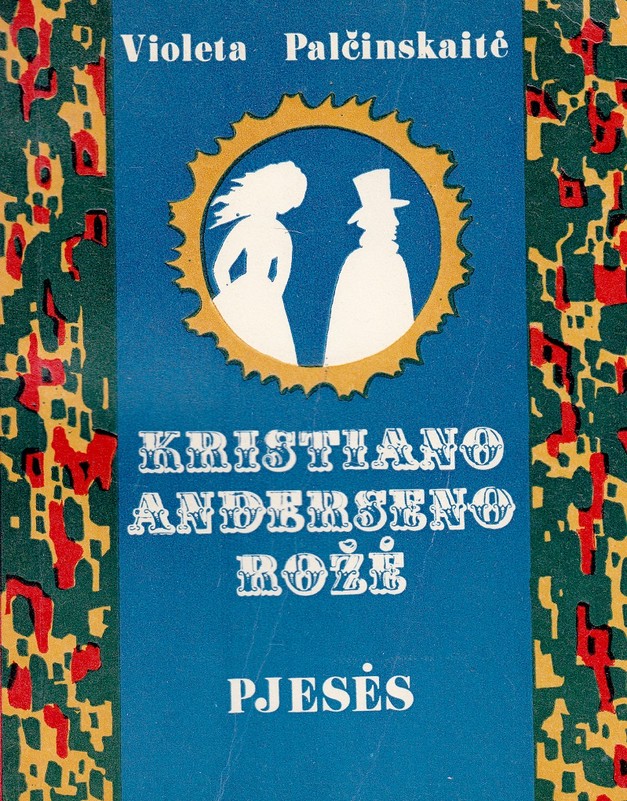 Violeta Palčinskaitė
KRISTIANO
ANDERSENO
ROŽĖ
PJESĖS